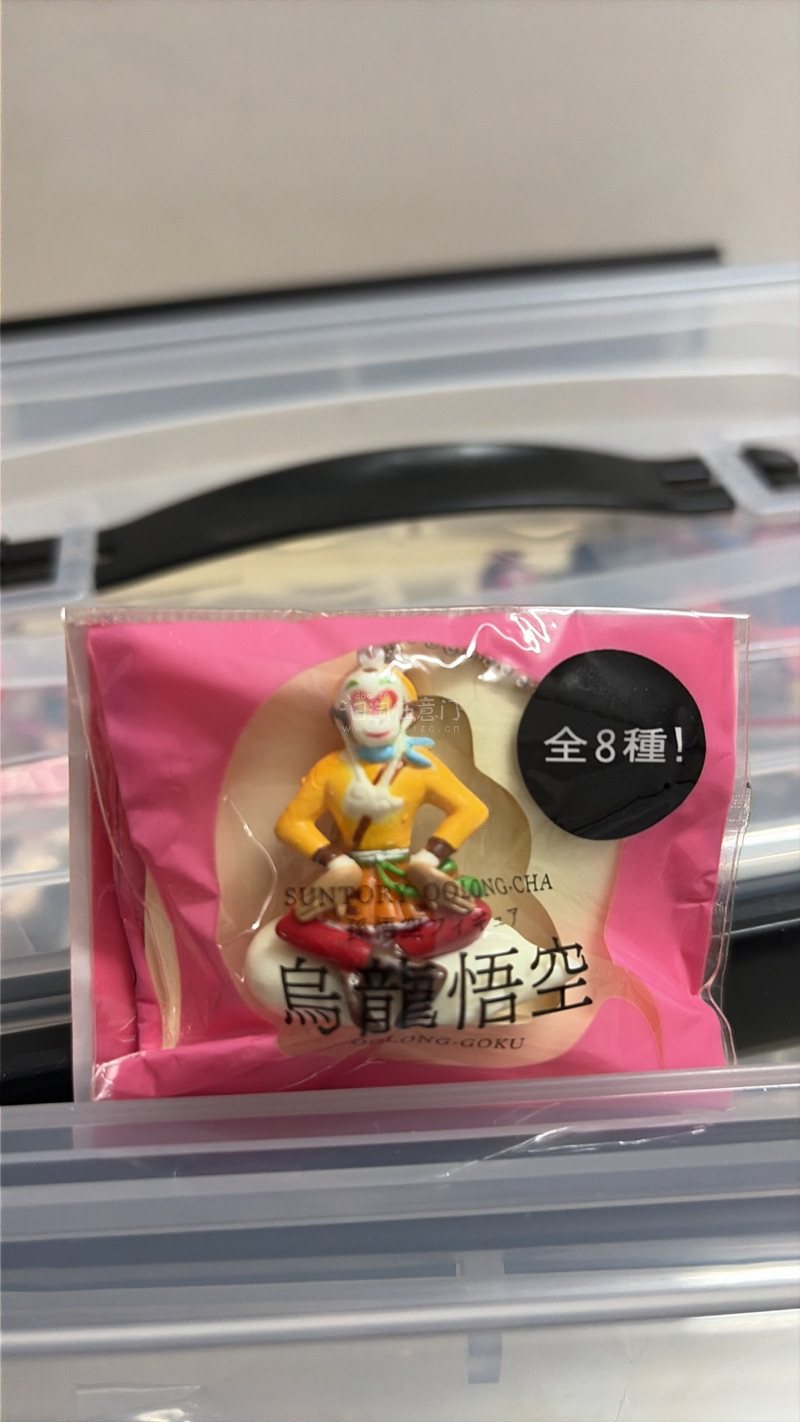 全8種!
SUNTORY OOLONG-CHA
烏龍悟空
OOLONG-GOKU